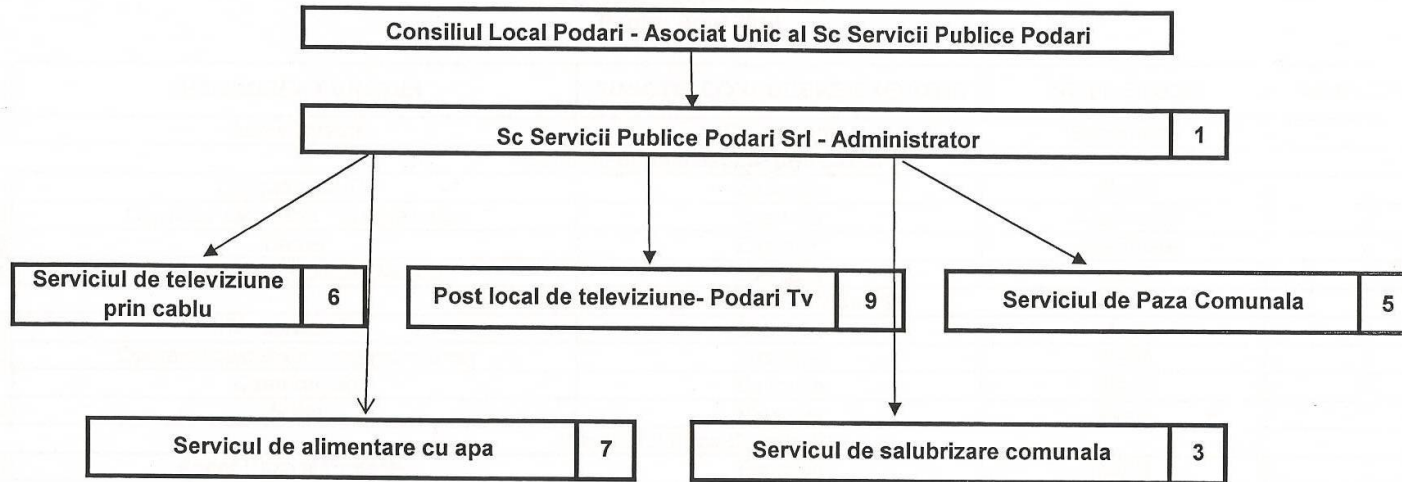 Consiliul Local Podari - Asociat Unic al Sc Servicii Publice Podari
Sc Servicii Publice Podari Srl - Administrator 1
Serviciul de televiziune
prin cablu 6
Post local de televiziune- Podari Tv 9
Serviciul de Paza Comunala 5
Servicul de alimentare cu apa 7
Servicul de salubrizare comunala 3